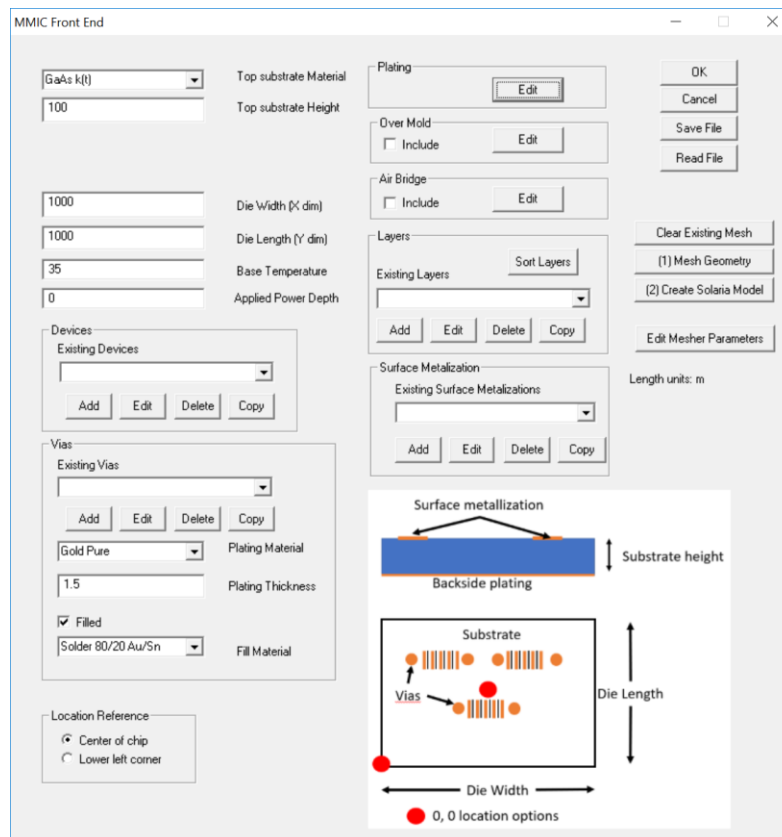 MMIC Front End
GaAs k(t)
Top substrate Material
100
Top substrate Height
1000
Die Width (X dim)
1000
Die Length (Y dim)
35
Base Temperature
0
Applied Power Depth
Devices
Existing Devices
Add
Edit
Delete
Copy
Vias
Existing Vias
Add
Edit
Delete
Copy
Gold Pure
Plating Material
1.5
Plating Thickness
Filled
Solder 80/20 Au/Sn
Fill Material
Location Reference
Center of chip
Lower left corner
Plating
Edit
Over Mold
Include
Edit
Air Bridge
Include
Edit
Layers
Sort Layers
Existing Layers
Add
Edit
Delete
Copy
Surface Metalization
Existing Surface Metalizations
Add
Edit
Delete
Copy
OK
Cancel
Save File
Read File
Clear Existing Mesh
(1) Mesh Geometry
(2) Create Solaria Model
Edit Mesher Parameters
Length units: m
Surface metallization
Substrate height
Backside plating
Substrate
Vias
Die Length
Die Width
0, 0 location options